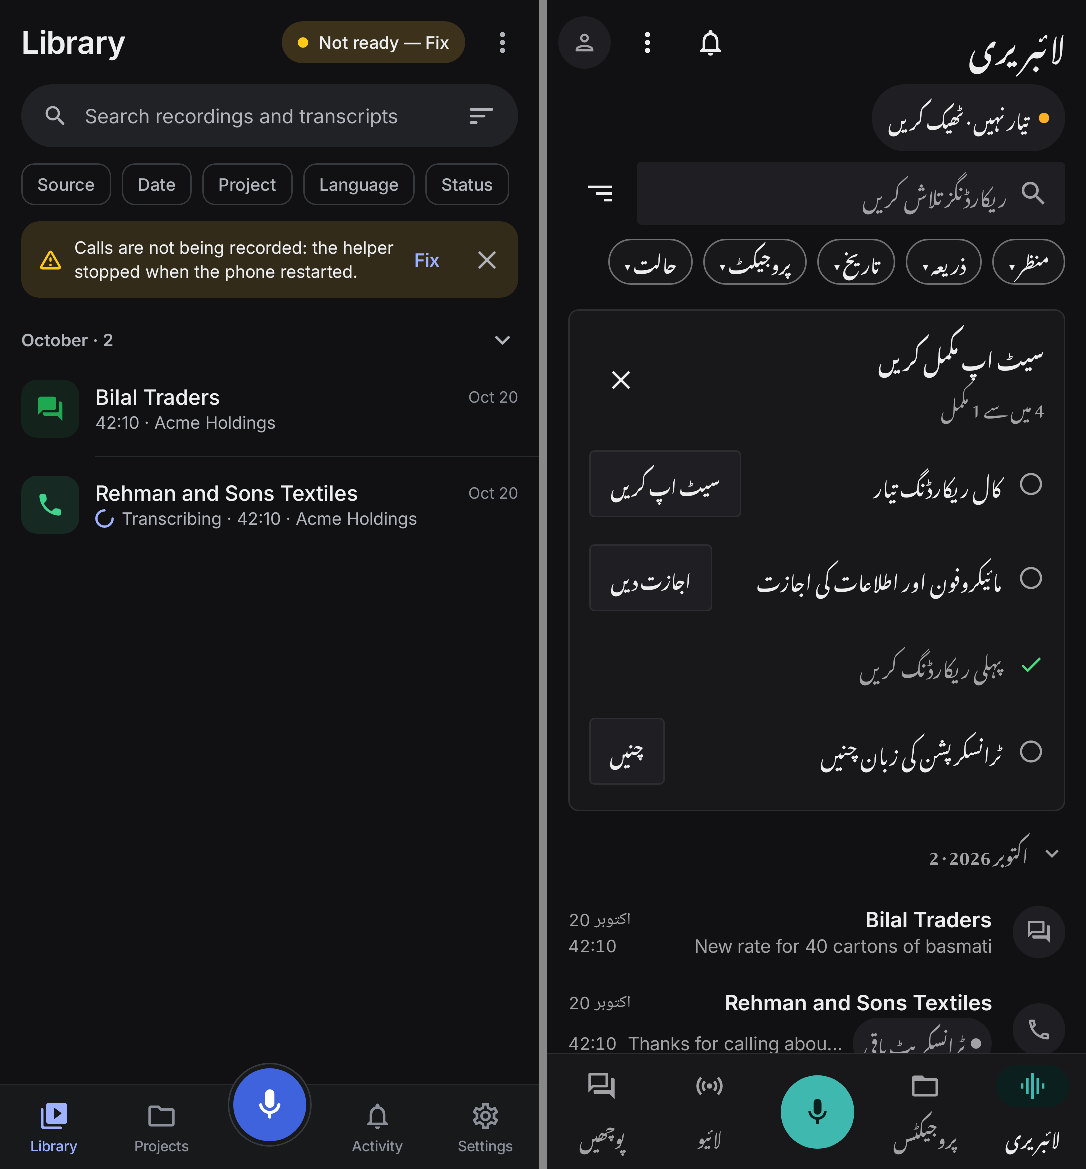 Library
Not ready — Fix
Search recordings and transcripts
Source
Date
Project
Language
Status
Calls are not being recorded: the helper
stopped when the phone restarted.
Fix
October · 2
Bilal Traders
Oct 20
42:10 · Acme Holdings
Rehman and Sons Textiles
Oct 20
Transcribing · 42:10 · Acme Holdings
Library
Projects
Activity
Settings
لائبریری
تیار نہیں · ٹھیک کریں
ریکارڈنگز تلاش کریں
منظر
ذریعہ
تاریخ
پروجیکٹ
حالت
سیٹ اپ مکمل کریں
4 میں سے 1 مکمل
کال ریکارڈنگ تیار
سیٹ اپ کریں
مائیکروفون اور اطلاعات کی اجازت
اجازت دیں
پہلی ریکارڈنگ کریں
ٹرانسکرپشن کی زبان چنیں
چنیں
اکتوبر 2026 · 2
Bilal Traders
20 اکتوبر
New rate for 40 cartons of basmati
42:10
Rehman and Sons Textiles
20 اکتوبر
ٹرانسکرپٹ باقی
Thanks for calling abou...
42:10
لائبریری
پروجیکٹس
لائیو
پوچھیں